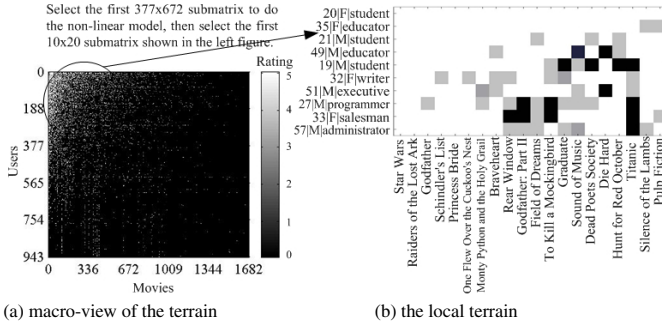 (a)
(b)
Select the first 377x672 submatrix to do
the non-linear model, then select the first
10x20 submatrix shown in the left figure.
Rating
5
4
3
2
1
0
0
188
377
565
754
943
Users
0 336 672 1009 1344 1682
Movies
20|F|student
35|F|educator
21|M|student
49|M|educator
19|M|student
32|F|writer
51|M|executive
27|M|programmer
33|F|salesman
57|M|administrator
Star Wars
Raiders of the Lost Ark
Godfather
Schindler's List
Princess Bride
One Flew Over the Cuckoo's Nest
Monty Python and the Holy Grail
Braveheart
Rear Window
Godfather: Part II
Field of Dreams
To Kill a Mockingbird
Graduate
Sound of Music
Dead Poets Society
Die Hard
Hunt for Red October
Titanic
Silence of the Lambs
Pulp Fiction
(a) macro-view of the terrain
(b) the local terrain